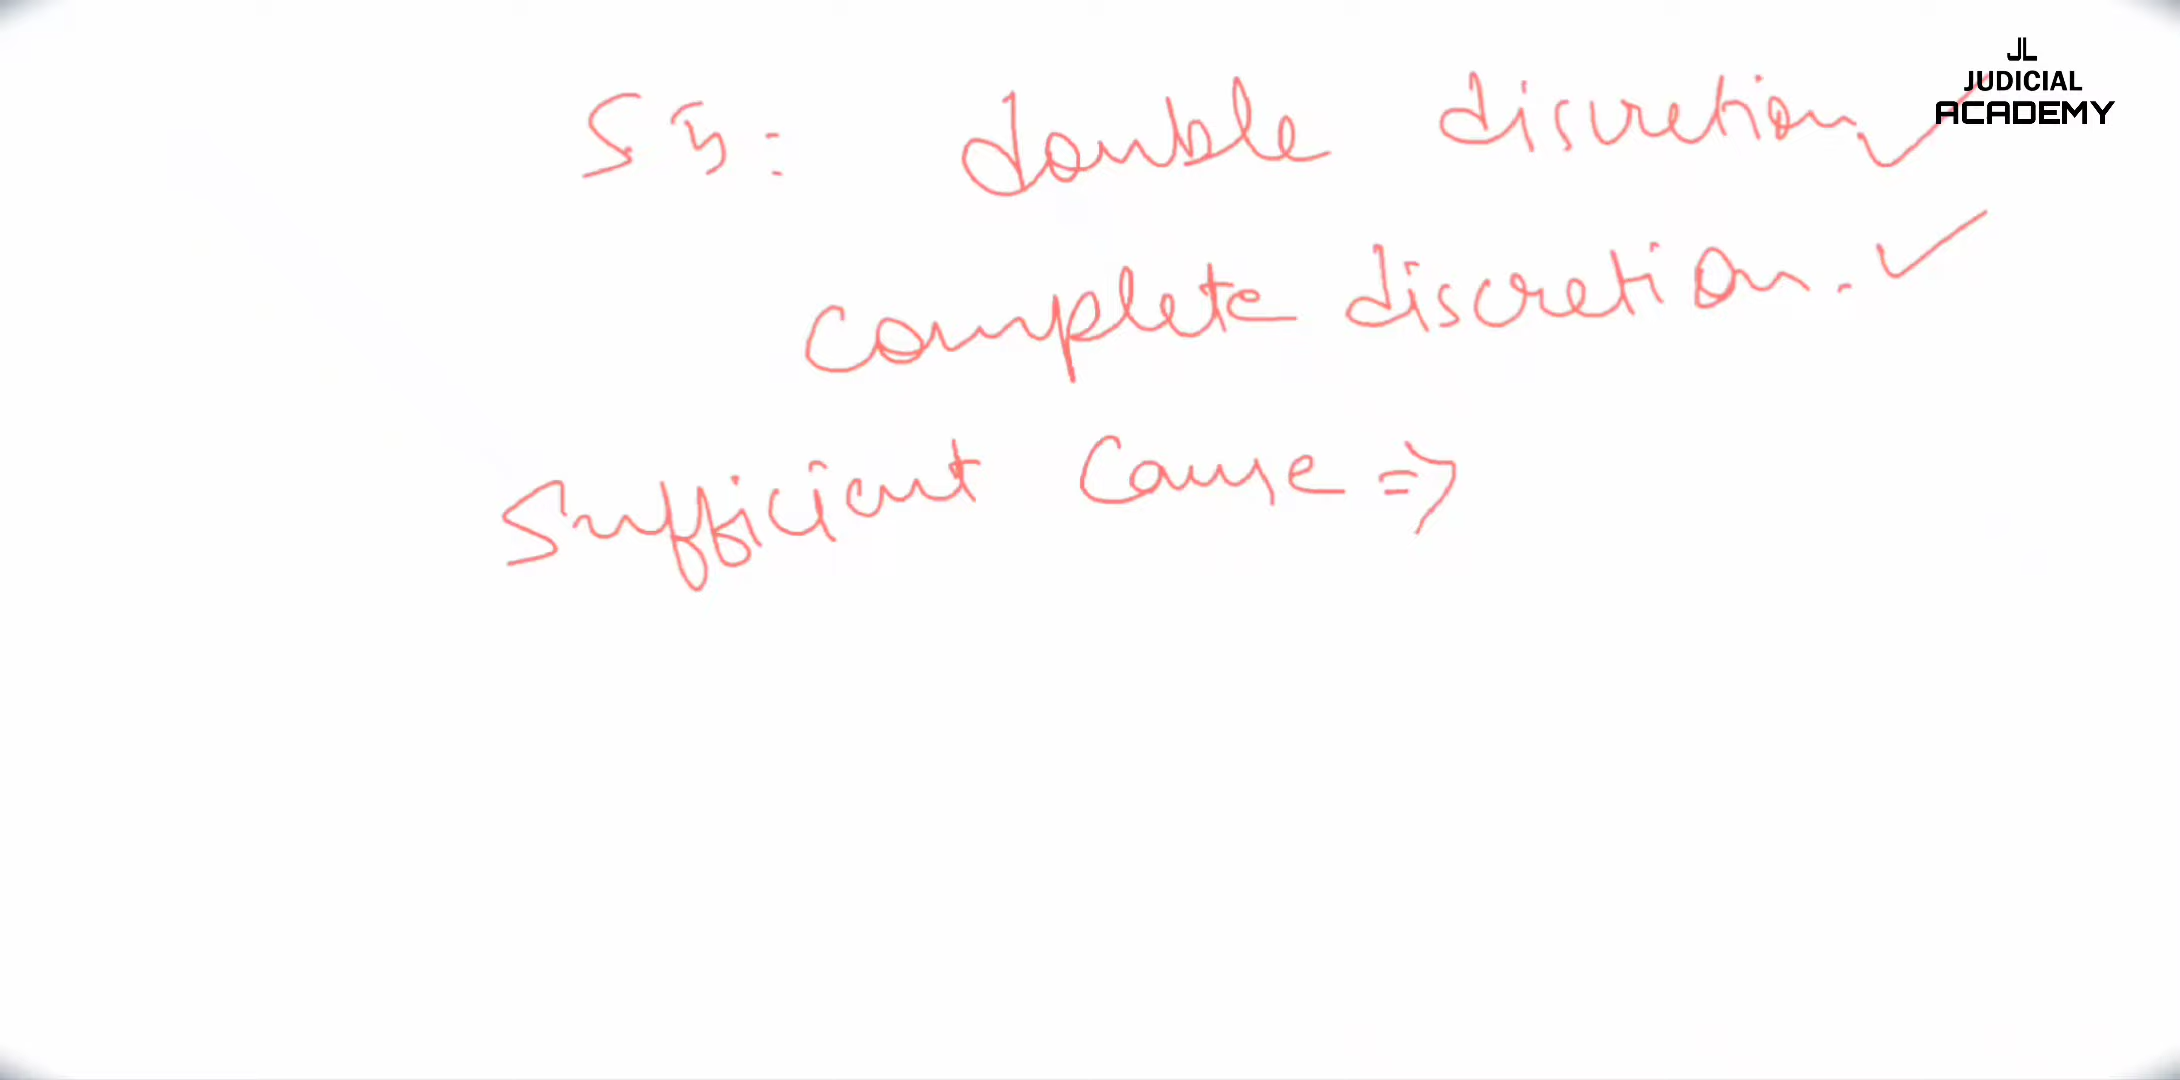 S 5: double discretion
complete discretion.
Sufficient Cause =>
JL
JUDICIAL
ACADEMY